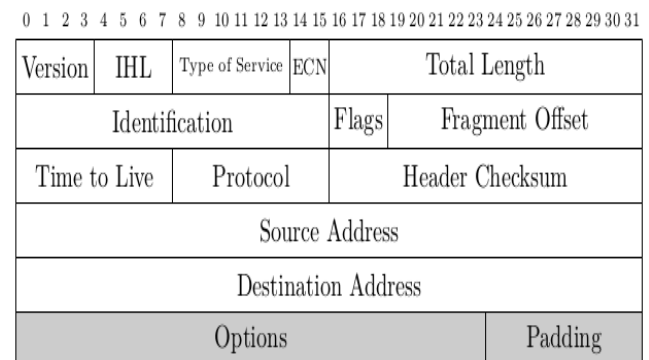 0 1 2 3 4 5 6 7 8 9 10 11 12 13 14 15 16 17 18 19 20 21 22 23 24 25 26 27 28 29 30 31
Version IHL Type of Service ECN Total Length
Identification Flags Fragment Offset
Time to Live Protocol Header Checksum
Source Address
Destination Address
Options Padding